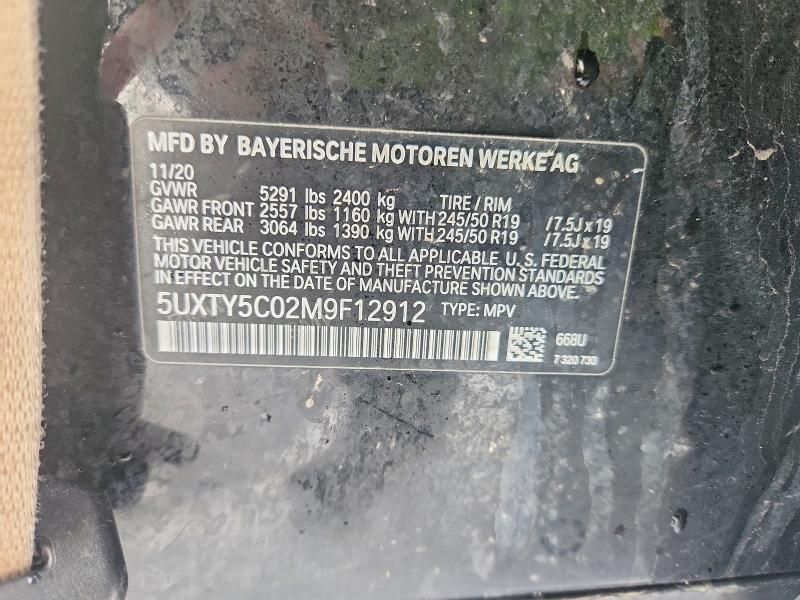 MFD BY BAYERISCHE MOTOREN WERKE AG
11/20
GVWR 5291 lbs 2400 kg TIRE / RIM
GAWR FRONT 2557 lbs 1160 kg WITH 245/50 R19 /7.5J x 19
GAWR REAR 3064 lbs 1390 kg WITH 245/50 R19 /7.5J x 19
THIS VEHICLE CONFORMS TO ALL APPLICABLE. U. S. FEDERAL
MOTOR VEHICLE SAFETY AND THEFT PREVENTION STANDARDS
IN EFFECT ON THE DATE OF MANUFACTURE SHOWN ABOVE.
5UXTY5C02M9F12912 TYPE: MPV
668U
7 320 730